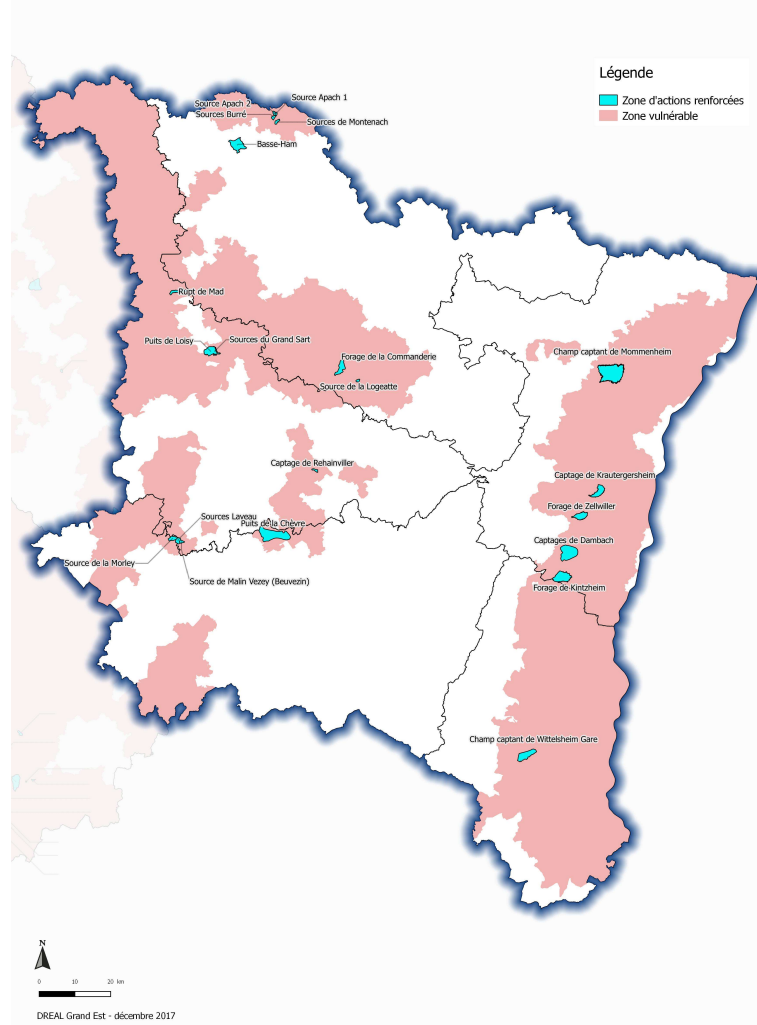 Légende
Zone d'actions renforcées
Zone vulnérable
Source Apach 1
Source Apach 2
Sources Burré
Sources de Montenach
Basse-Ham
Rupt de Mad
Puits de Loisy
Sources du Grand Sart
Forage de la Commanderie
Source de la Logeatte
Champ captant de Mommenheim
Captage de Rehainviller
Captage de Krautergersheim
Forage de Zellwiller
Sources Laveau
Puits de la Chèvre
Captages de Dambach
Source de la Morley
Source de Malin Vezey (Beuvezin)
Forage de Kintzheim
Champ captant de Wittelsheim Gare
N
0 10 20 km
DREAL Grand Est - décembre 2017